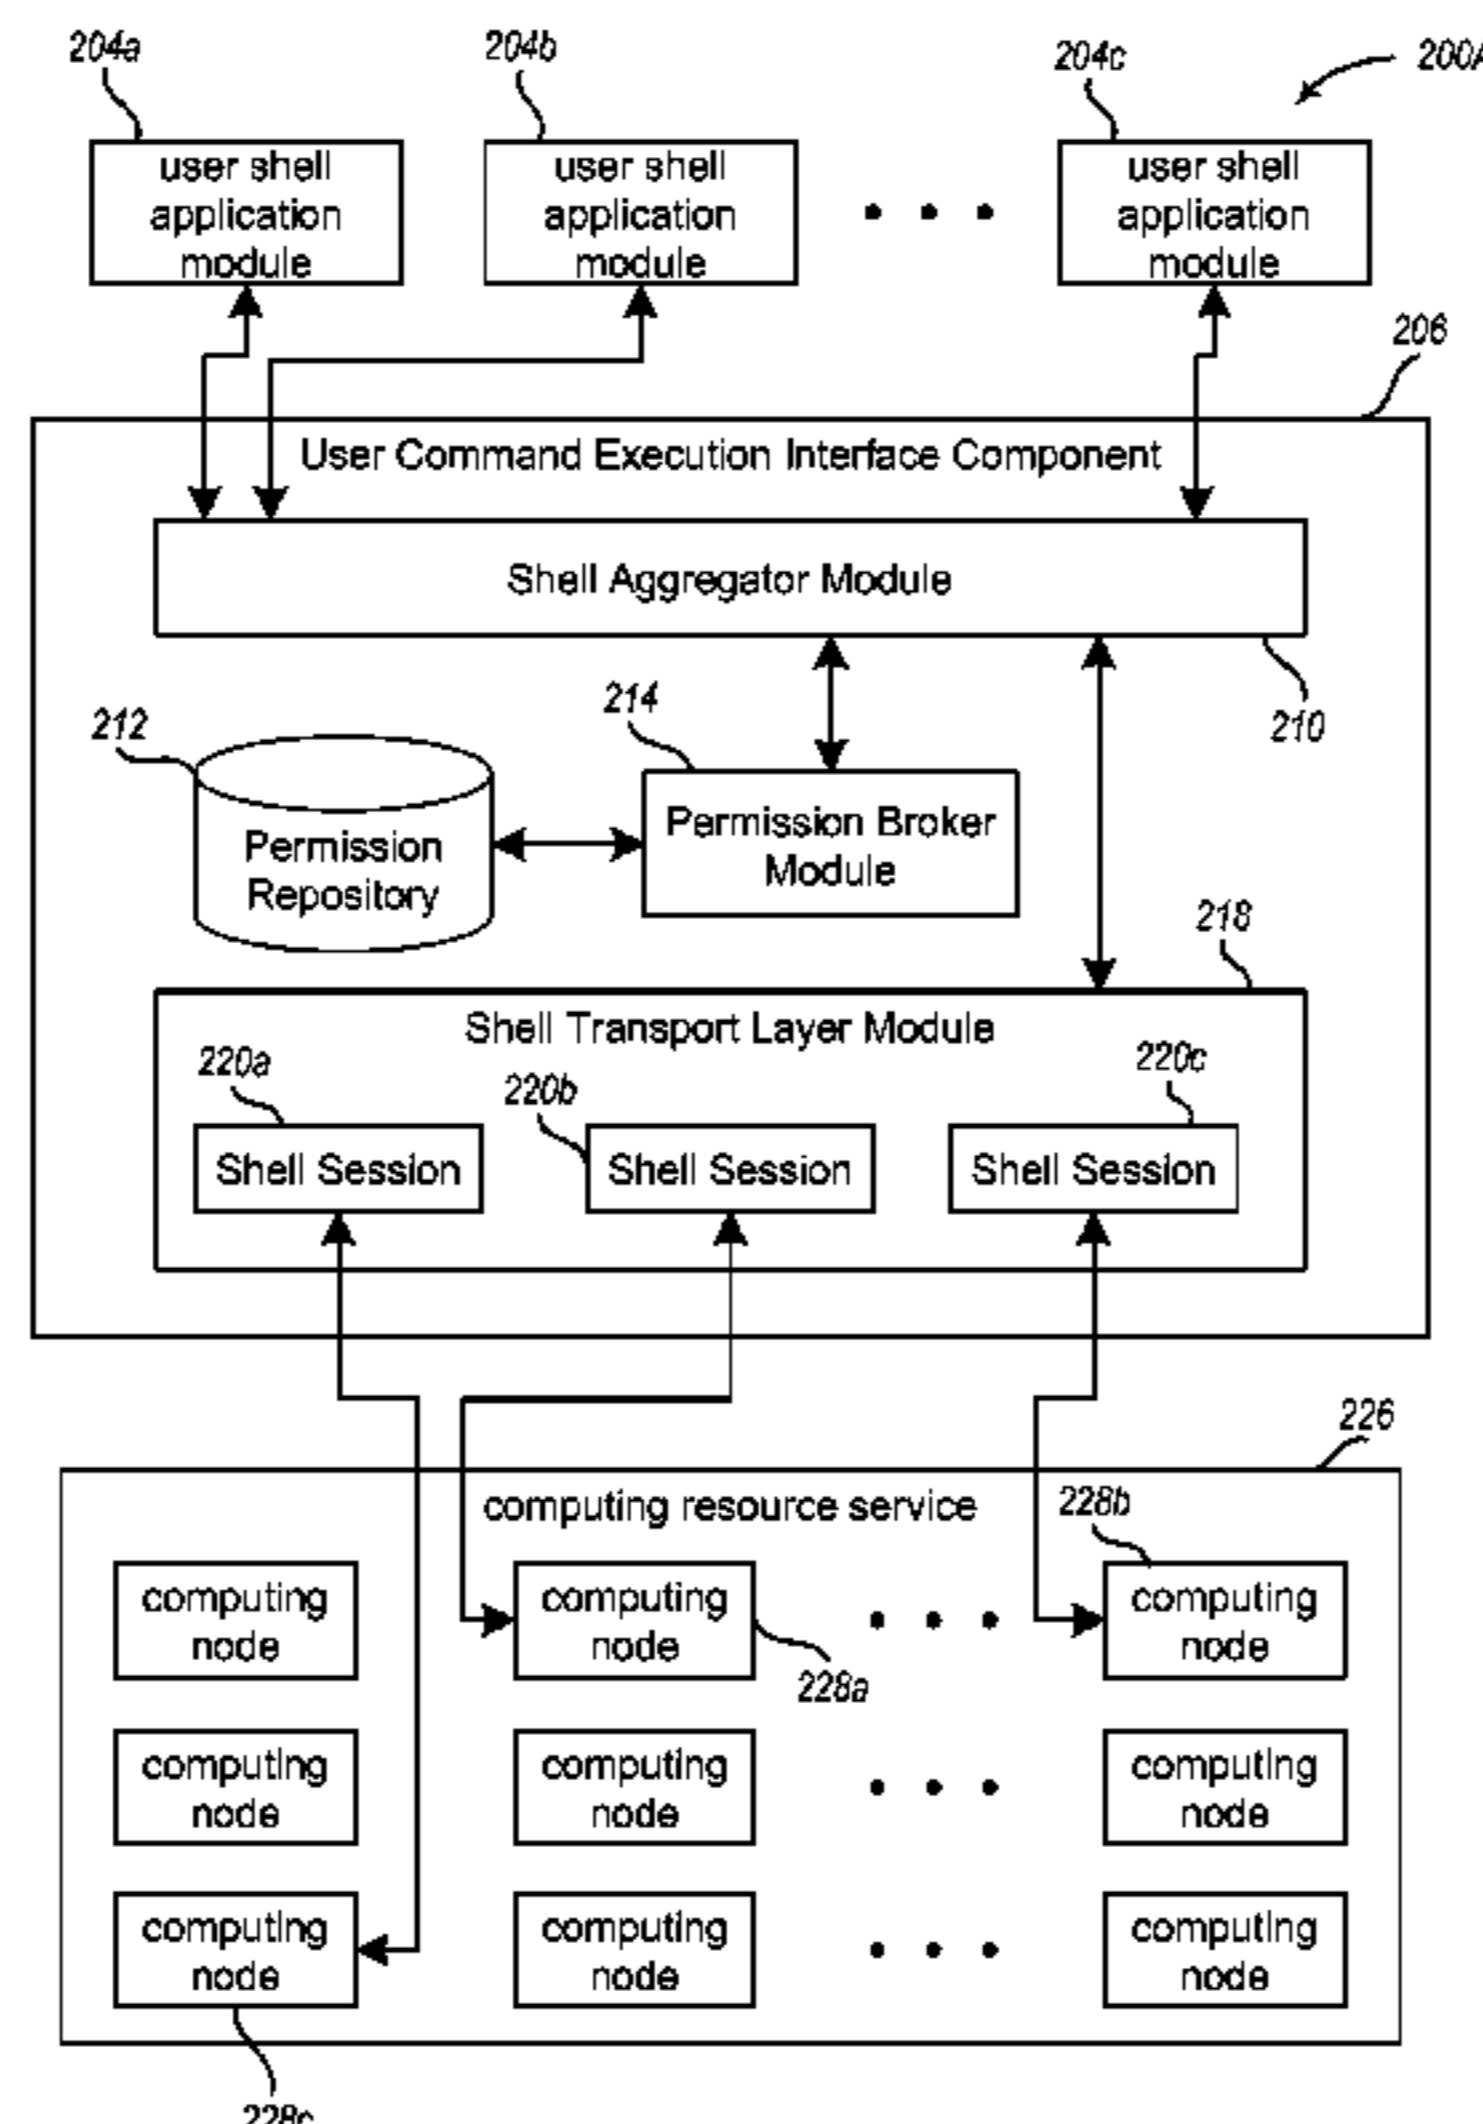 204a
204b
204c
200A
user shell
application
module
user shell
application
module
user shell
application
module
206
User Command Execution Interface Component
Shell Aggregator Module
210
212
214
Permission
Repository
Permission Broker
Module
218
Shell Transport Layer Module
220a
220b
220c
Shell Session
Shell Session
Shell Session
226
computing resource service
228b
computing
node
computing
node
228a
computing
node
computing
node
computing
node
computing
node
computing
node
computing
node
computing
node
228c